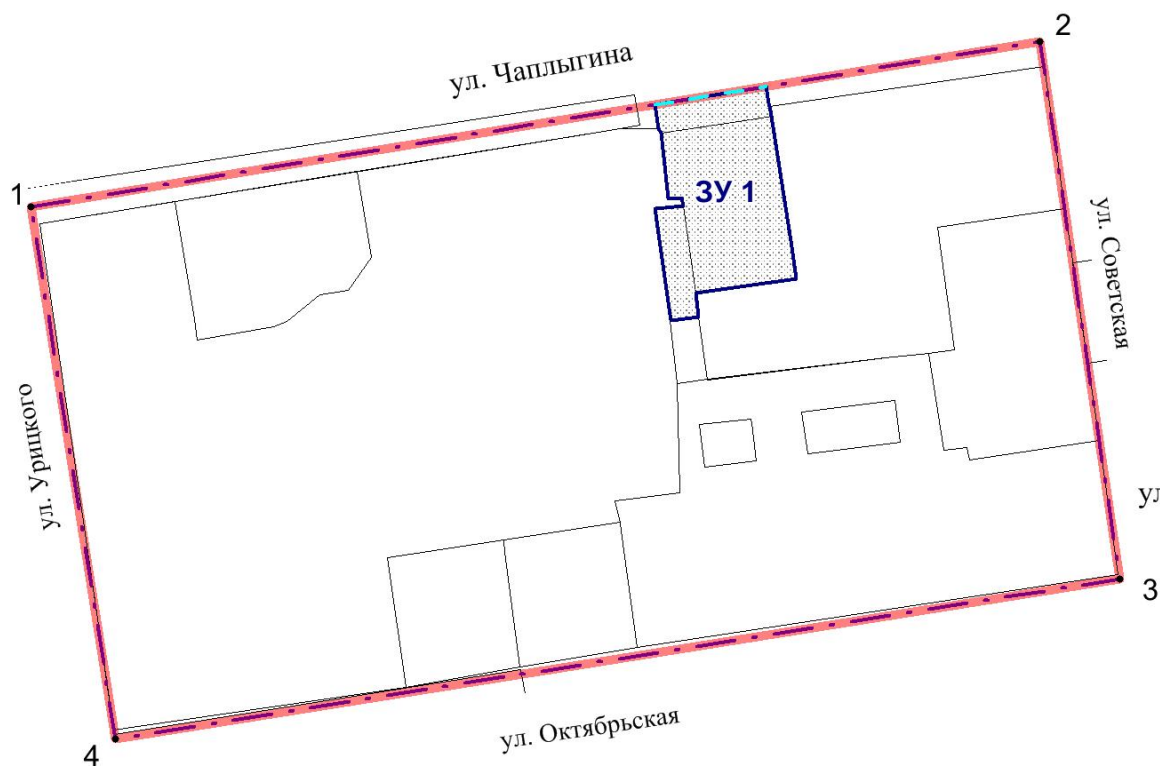 2
ул. Чаплыгина
1
ЗУ 1
ул. Советская
ул. Урицкого
ул
3
ул. Октябрьская
4